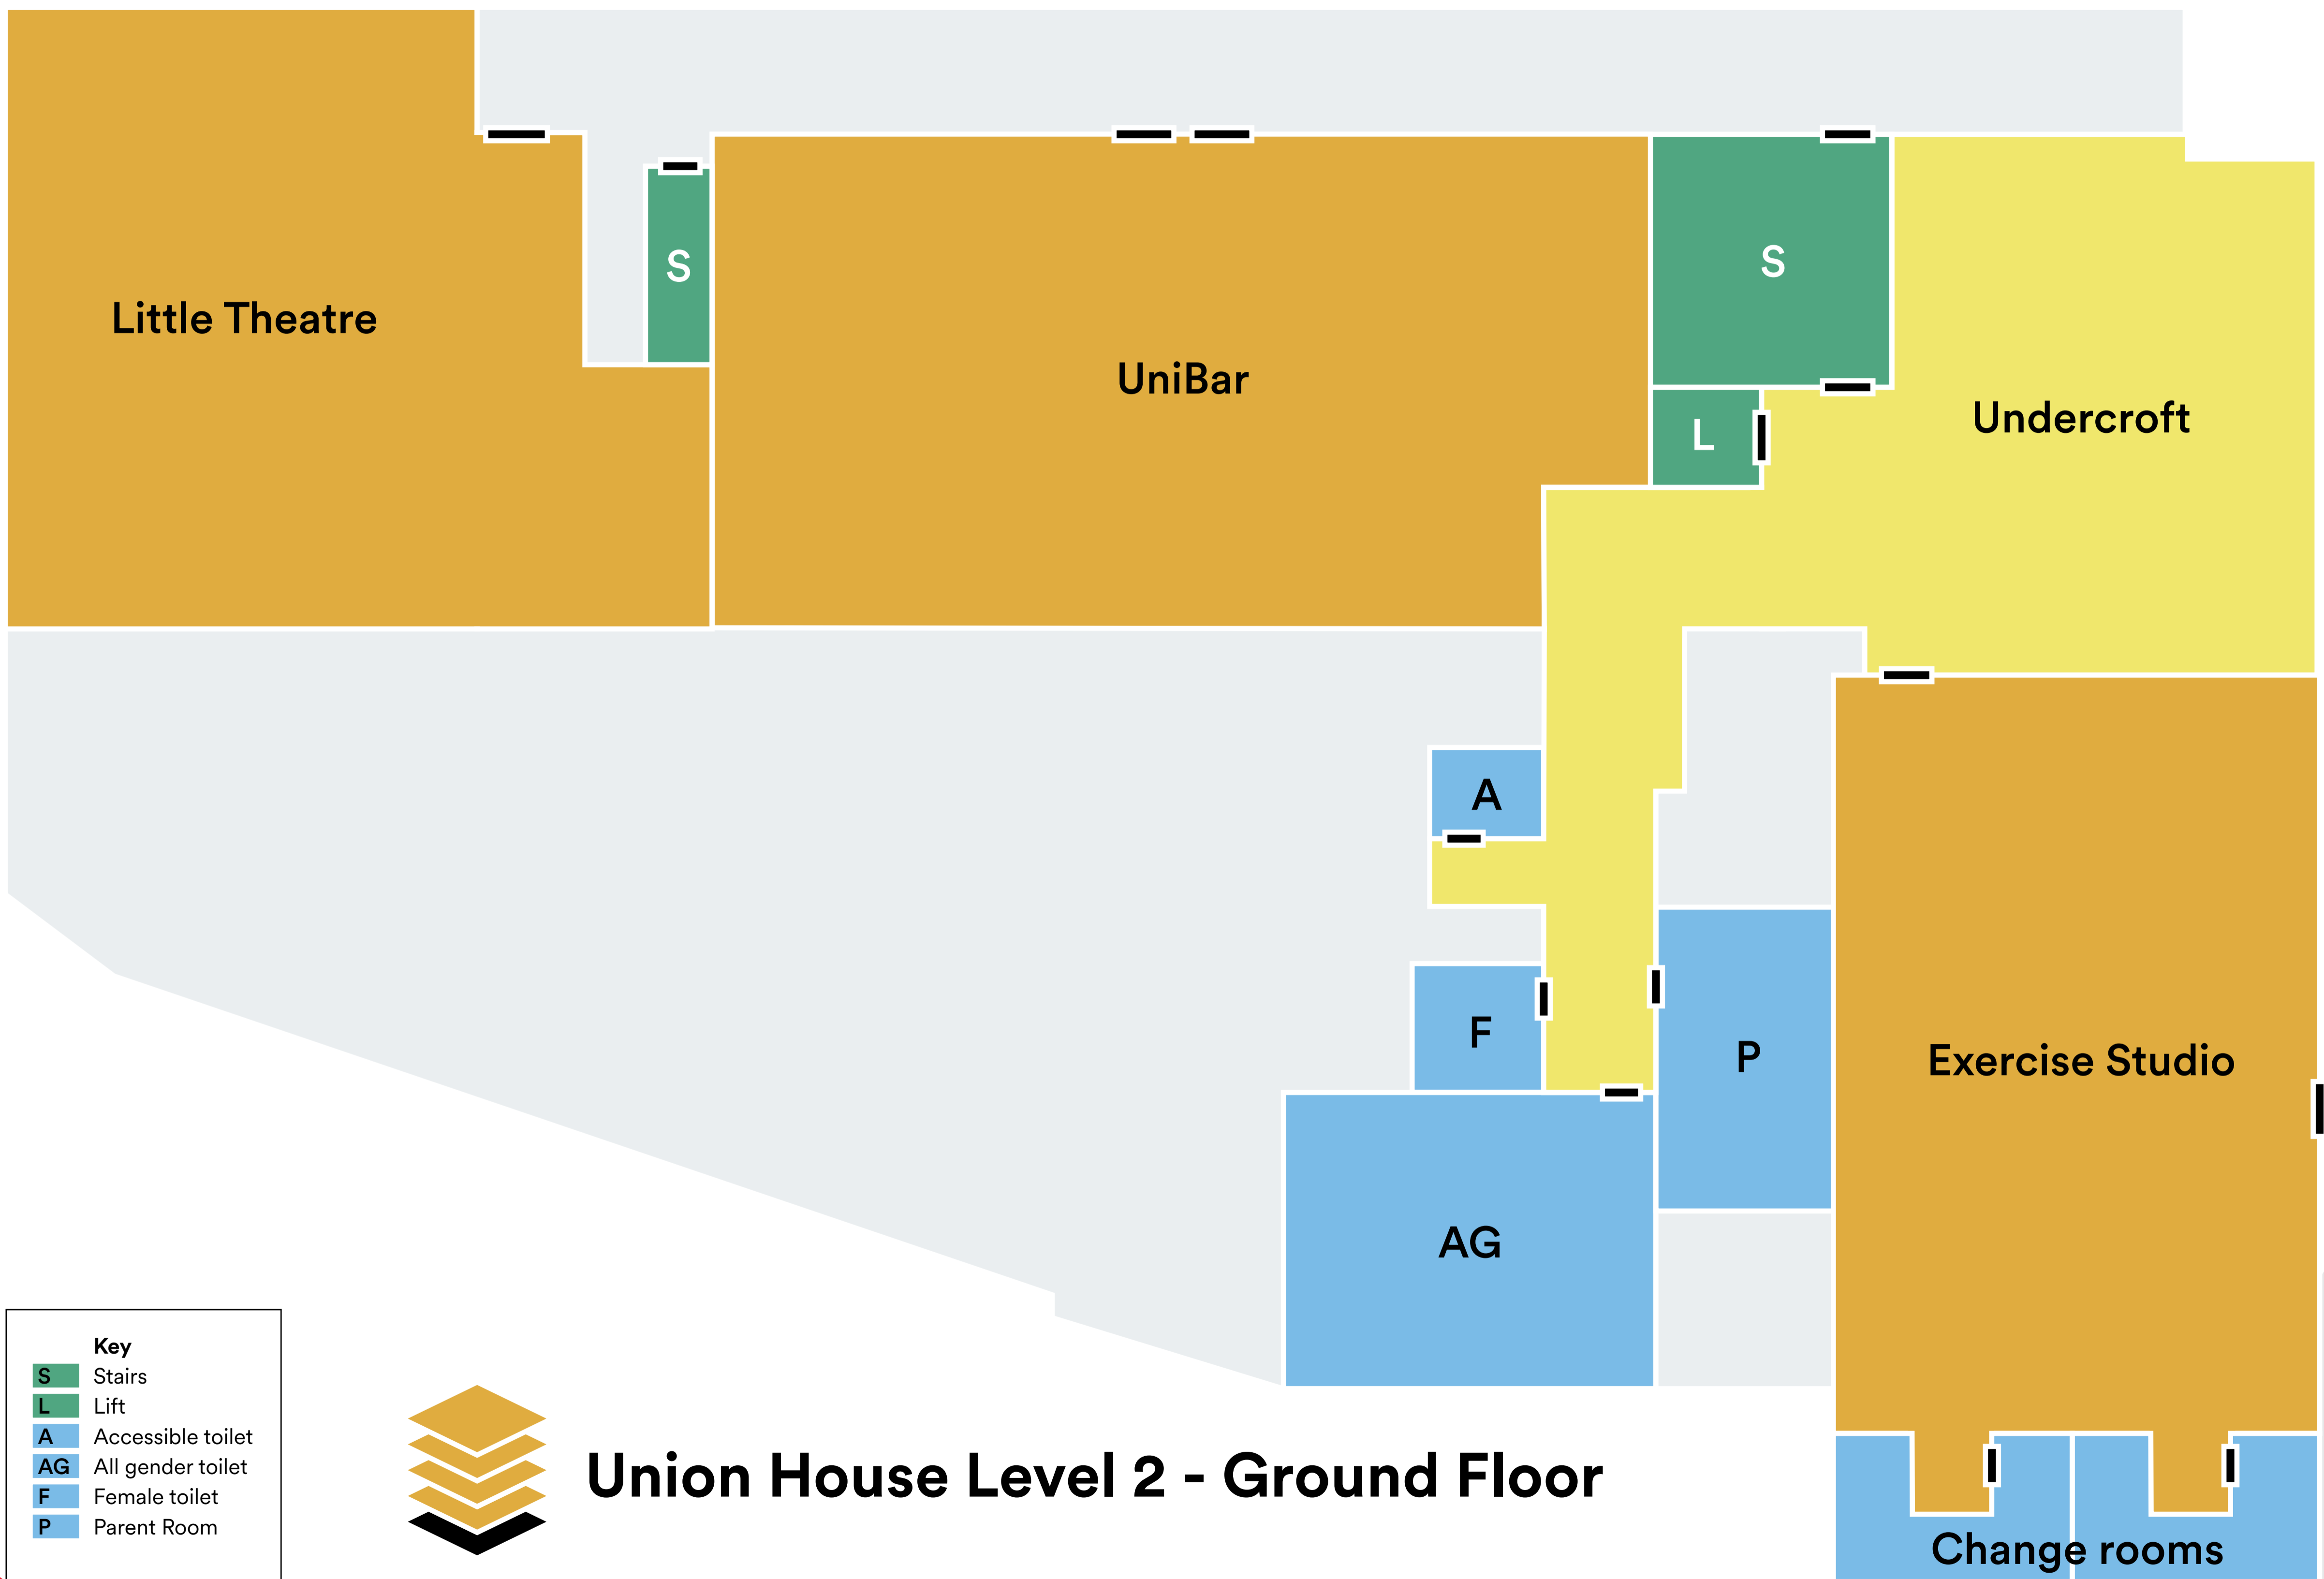 Little Theatre
S
UniBar
S
L
Undercroft
A
F
P
Exercise Studio
AG
Change rooms
Key
S Stairs
L Lift
A Accessible toilet
AG All gender toilet
F Female toilet
P Parent Room
Union House Level 2 - Ground Floor